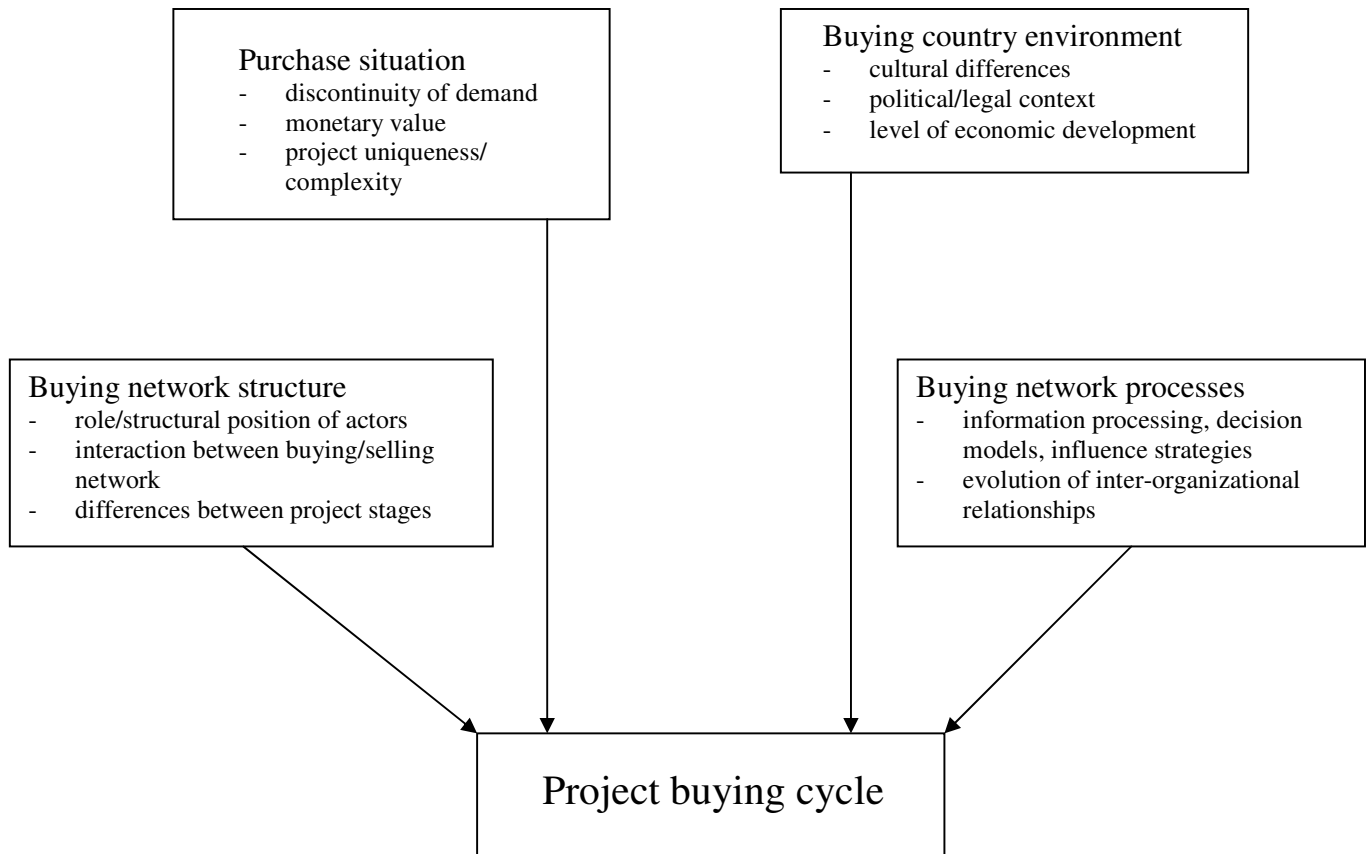 Purchase situation
- discontinuity of demand
- monetary value
- project uniqueness/
complexity
Buying country environment
- cultural differences
- political/legal context
- level of economic development
Buying network structure
- role/structural position of actors
- interaction between buying/selling
network
- differences between project stages
Buying network processes
- information processing, decision
models, influence strategies
- evolution of inter-organizational
relationships
Project buying cycle